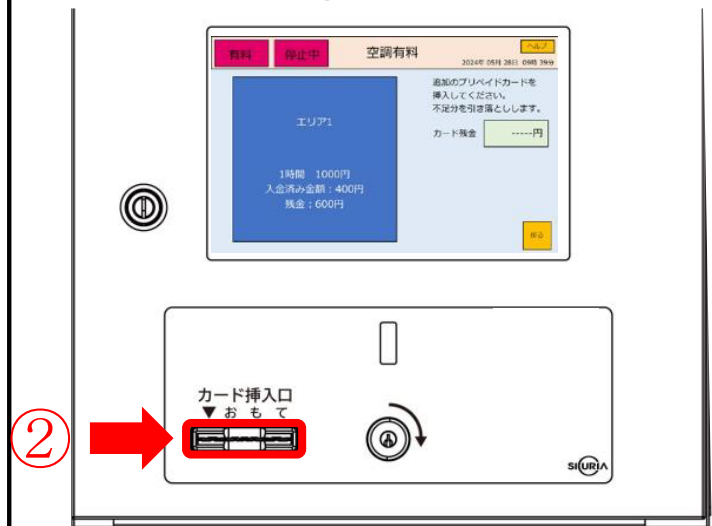 有料 停止中 空調有料 ヘルプ
2024年 05月 28日 09時 39分
追加のプリペイドカードを
挿入してください。
不足分を引き落としします。
カード残金 -----円
エリア1
1時間 1000円
入金済み金額:400円
残金:600円
戻る
カード挿入口
▼おもて
②
SIURIA